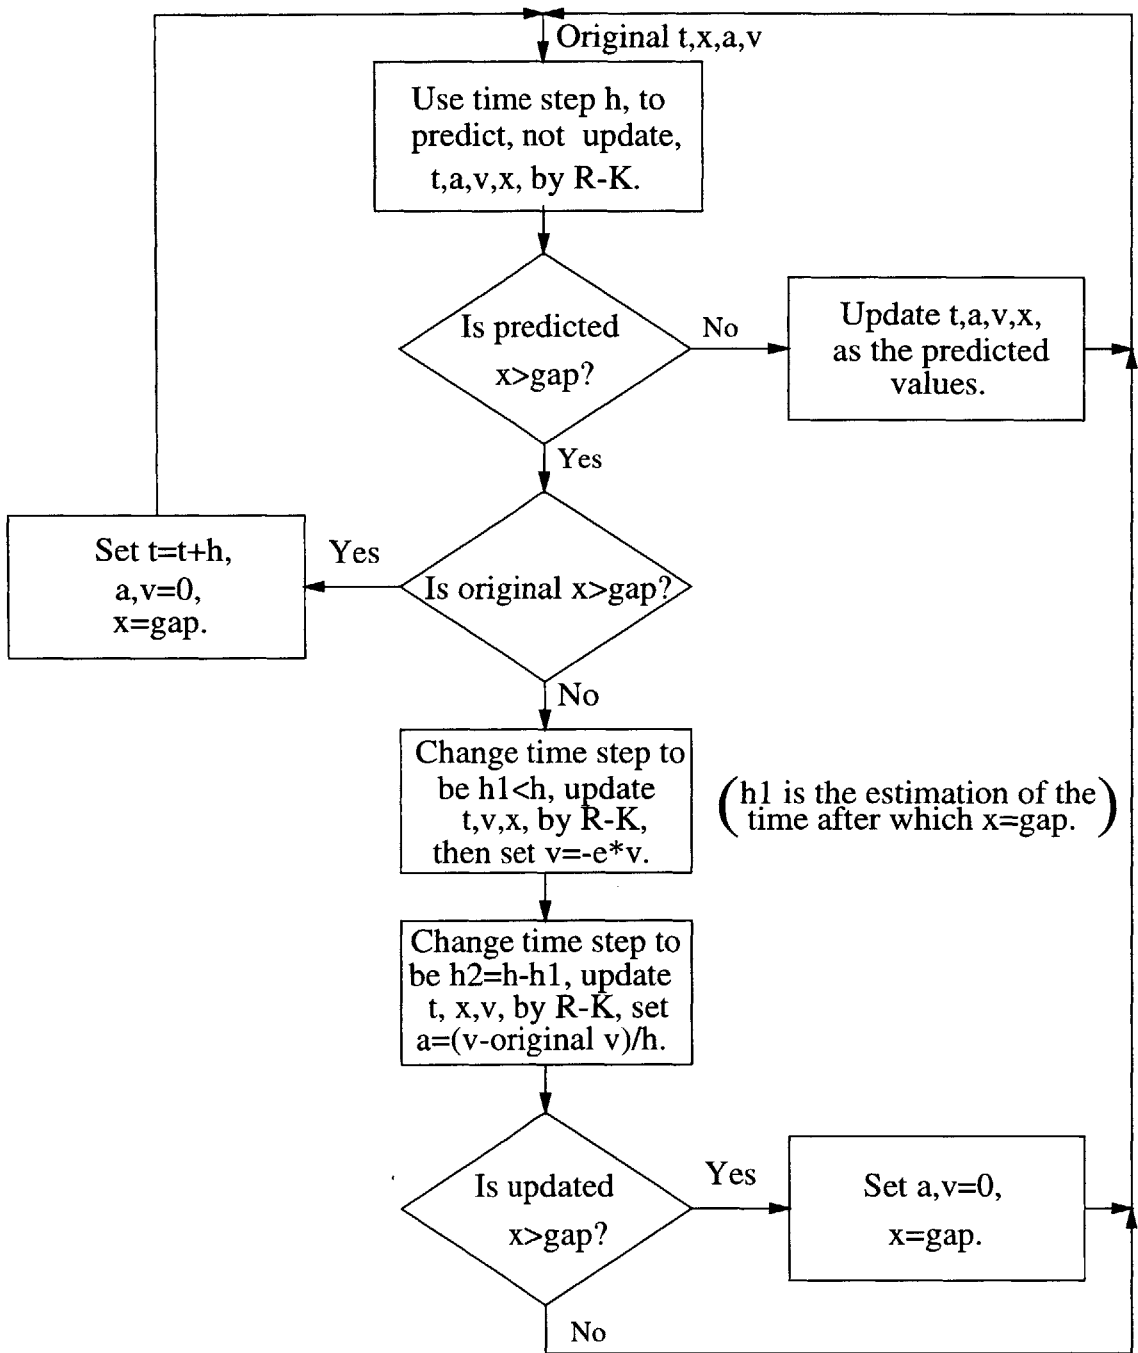 Original t,x,a,v
Use time step h, to
predict, not update,
t,a,v,x, by R-K.
Is predicted
x>gap?
No
Update t,a,v,x,
as the predicted
values.
Yes
Is original x>gap?
Yes
Set t=t+h,
a,v=0,
x=gap.
No
Change time step to
be h1<h, update
t,v,x, by R-K,
then set v=-e*v.
(h1 is the estimation of the
time after which x=gap.)
Change time step to
be h2=h-h1, update
t, x,v, by R-K, set
a=(v-original v)/h.
Is updated
x>gap?
Yes
Set a,v=0,
x=gap.
No